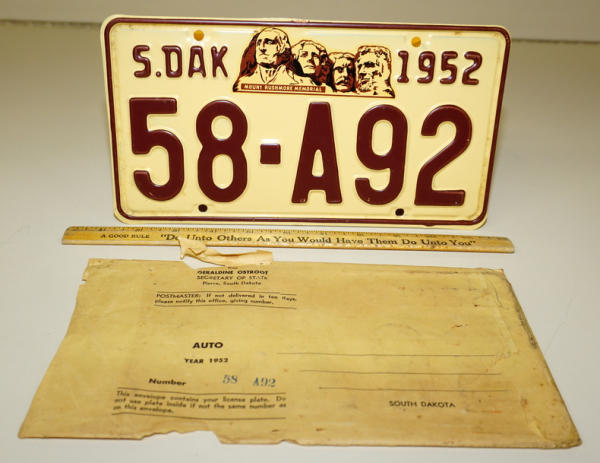 S.DAK 1952
MOUNT RUSHMORE MEMORIAL
58-A92
A GOOD RULE "Do Unto Others As You Would Have Them Do Unto You"
GERALDINE OSTROOT
SECRETARY OF STATE
Pierre, South Dakota
POSTMASTER: If not delivered in ten days,
please notify this office, giving number.
AUTO
YEAR 1952
Number 58 A92
This envelope contains your license plate. Do
not use plate inside if not the same number as
on this envelope.
SOUTH DAKOTA